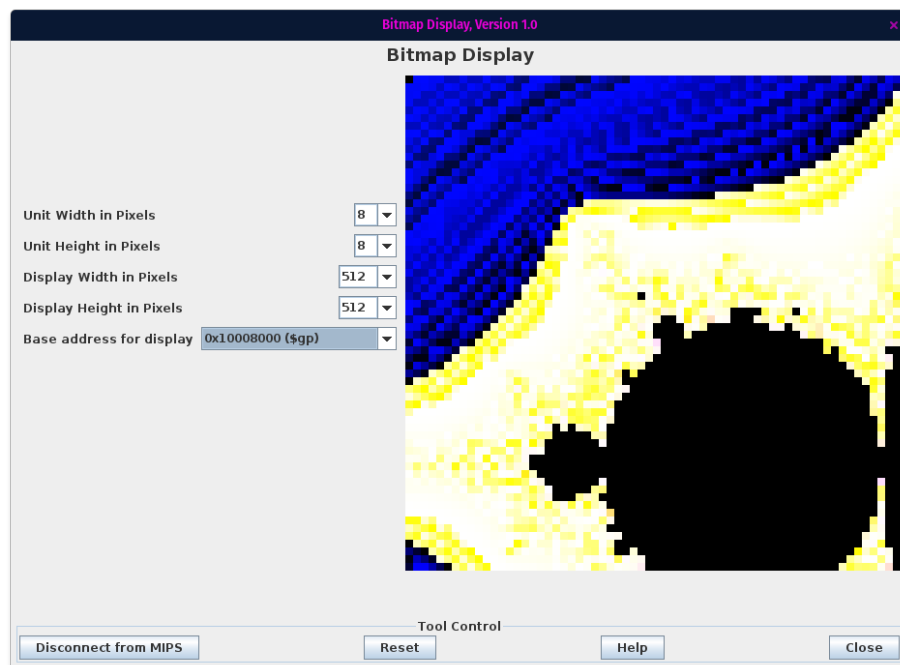 Bitmap Display, Version 1.0 ×
Bitmap Display
Unit Width in Pixels 8
Unit Height in Pixels 8
Display Width in Pixels 512
Display Height in Pixels 512
Base address for display 0x10008000 ($gp)
Tool Control
Disconnect from MIPS Reset Help Close